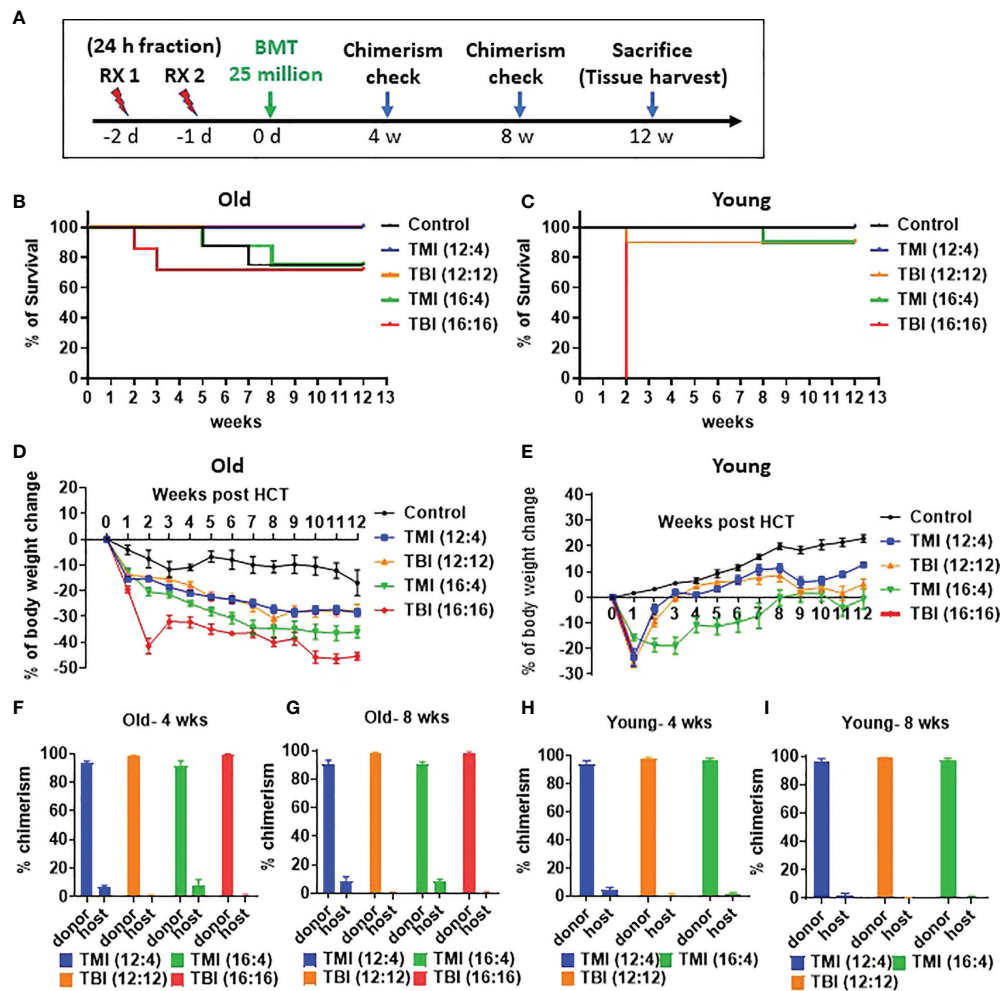 A
(24 h fraction)
RX 1 RX 2
BMT
25 million
Chimerism
check
Chimerism
check
Sacrifice
(Tissue harvest)
-2 d -1 d 0 d 4 w 8 w 12 w
B
Old
% of Survival
100
80
60
40
20
0
0 1 2 3 4 5 6 7 8 9 10 11 12 13
weeks
Control
TMI (12:4)
TBI (12:12)
TMI (16:4)
TBI (16:16)
C
Young
% of Survival
100
80
60
40
20
0
0 1 2 3 4 5 6 7 8 9 10 11 12 13
weeks
Control
TMI (12:4)
TBI (12:12)
TMI (16:4)
TBI (16:16)
D
Old
% of body weight change
Weeks post HCT
20
10
0
-10
-20
-30
-40
-50
0 1 2 3 4 5 6 7 8 9 10 11 12
Control
TMI (12:4)
TBI (12:12)
TMI (16:4)
TBI (16:16)
E
Young
% of body weight change
Weeks post HCT
40
30
20
10
0
-10
-20
-30
0 1 2 3 4 5 6 7 8 9 10 11 12
Control
TMI (12:4)
TBI (12:12)
TMI (16:4)
TBI (16:16)
F
Old- 4 wks
% chimerism
100
80
60
40
20
0
donor host donor host donor host donor host
TMI (12:4) TMI (16:4)
TBI (12:12) TBI (16:16)
G
Old- 8 wks
% chimerism
100
80
60
40
20
0
donor host donor host donor host donor host
TMI (12:4) TMI (16:4)
TBI (12:12) TBI (16:16)
H
Young- 4 wks
% chimerism
100
80
60
40
20
0
donor host donor host donor host
TMI (12:4) TMI (16:4)
TBI (12:12)
I
Young- 8 wks
% chimerism
100
80
60
40
20
0
donor host donor host donor host
TMI (12:4) TMI (16:4)
TBI (12:12)